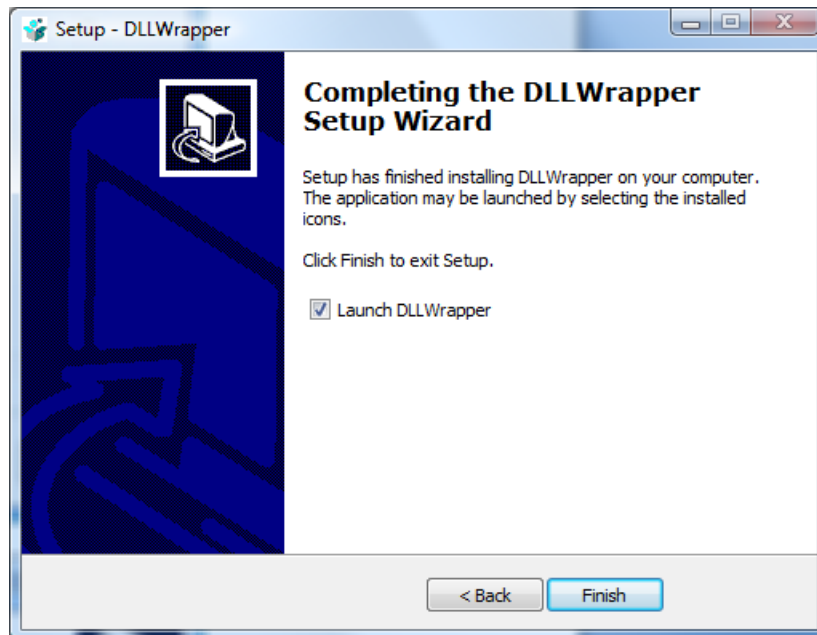 Setup - DLLWrapper
Completing the DLLWrapper
Setup Wizard
Setup has finished installing DLLWrapper on your computer.
The application may be launched by selecting the installed
icons.
Click Finish to exit Setup.
Launch DLLWrapper
< Back
Finish